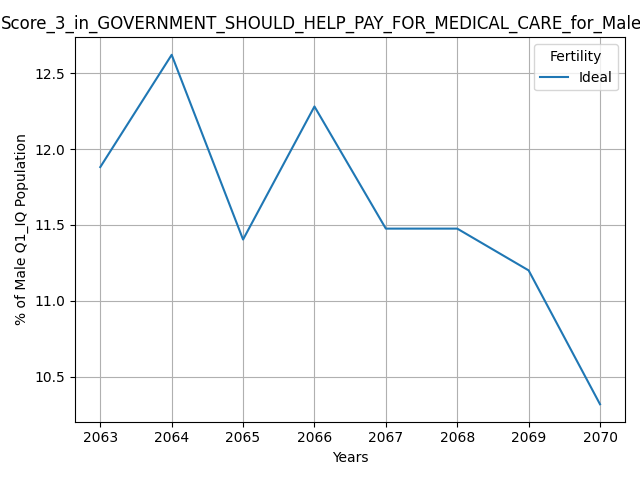 Score_3_in_GOVERNMENT_SHOULD_HELP_PAY_FOR_MEDICAL_CARE_for_Male
Fertility
Ideal
12.5
12.0
11.5
11.0
10.5
% of Male Q1_IQ Population
2063 2064 2065 2066 2067 2068 2069 2070
Years